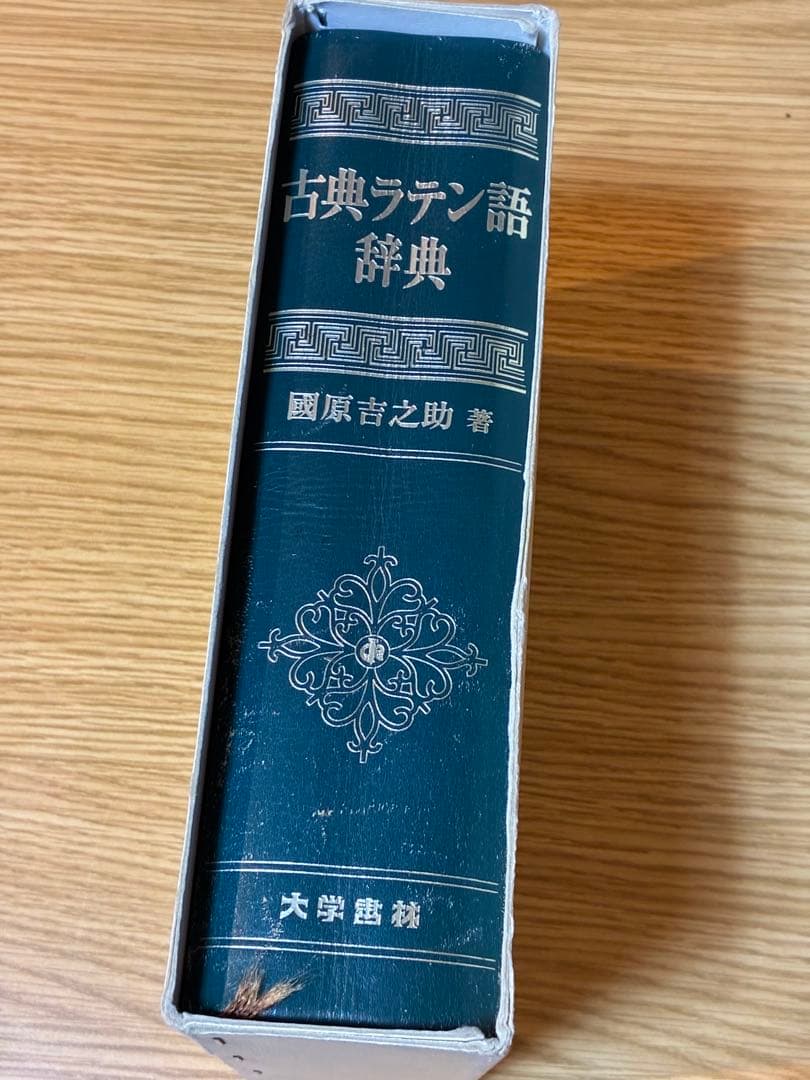 古典ラテン語
辞典
國原吉之助 著
大学書林